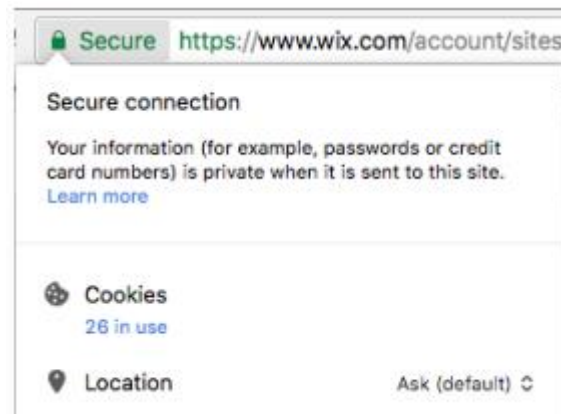 Secure https://www.wix.com/account/sites
Secure connection
Your information (for example, passwords or credit
card numbers) is private when it is sent to this site.
Learn more
Cookies
26 in use
Location Ask (default)